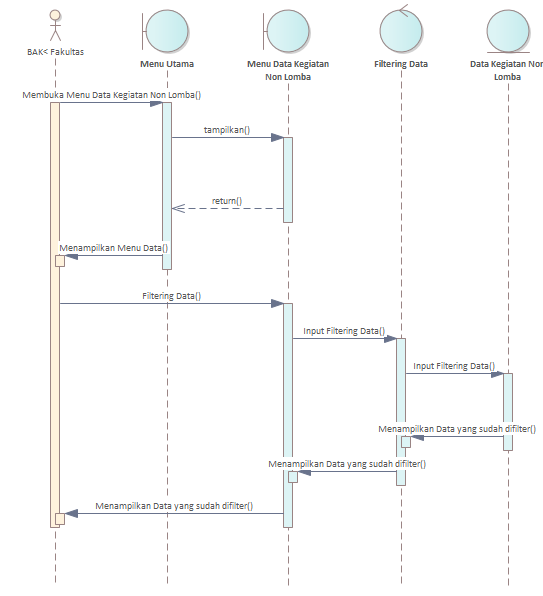 BAK< Fakultas
Menu Utama
Menu Data Kegiatan
Non Lomba
Filtering Data
Data Kegiatan Non
Lomba
Membuka Menu Data Kegiatan Non Lomba()
tampilkan()
return()
Menampilkan Menu Data()
Filtering Data()
Input Filtering Data()
Input Filtering Data()
Menampilkan Data yang sudah difilter()
Menampilkan Data yang sudah difilter()
Menampilkan Data yang sudah difilter()